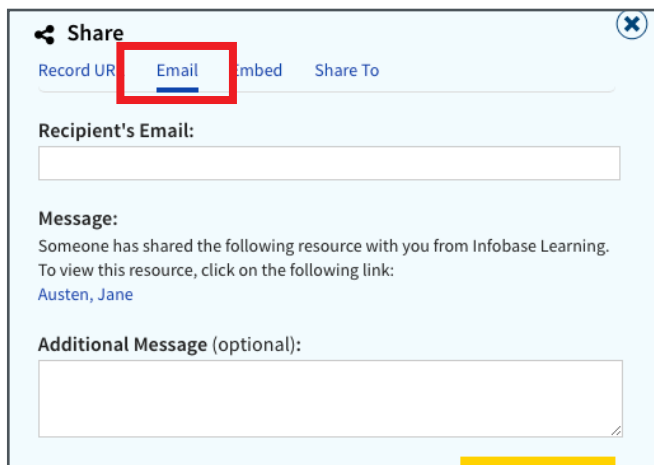 Share
Record UR Email mbed Share To
Recipient's Email:
Message:
Someone has shared the following resource with you from Infobase Learning.
To view this resource, click on the following link:
Austen, Jane
Additional Message (optional):